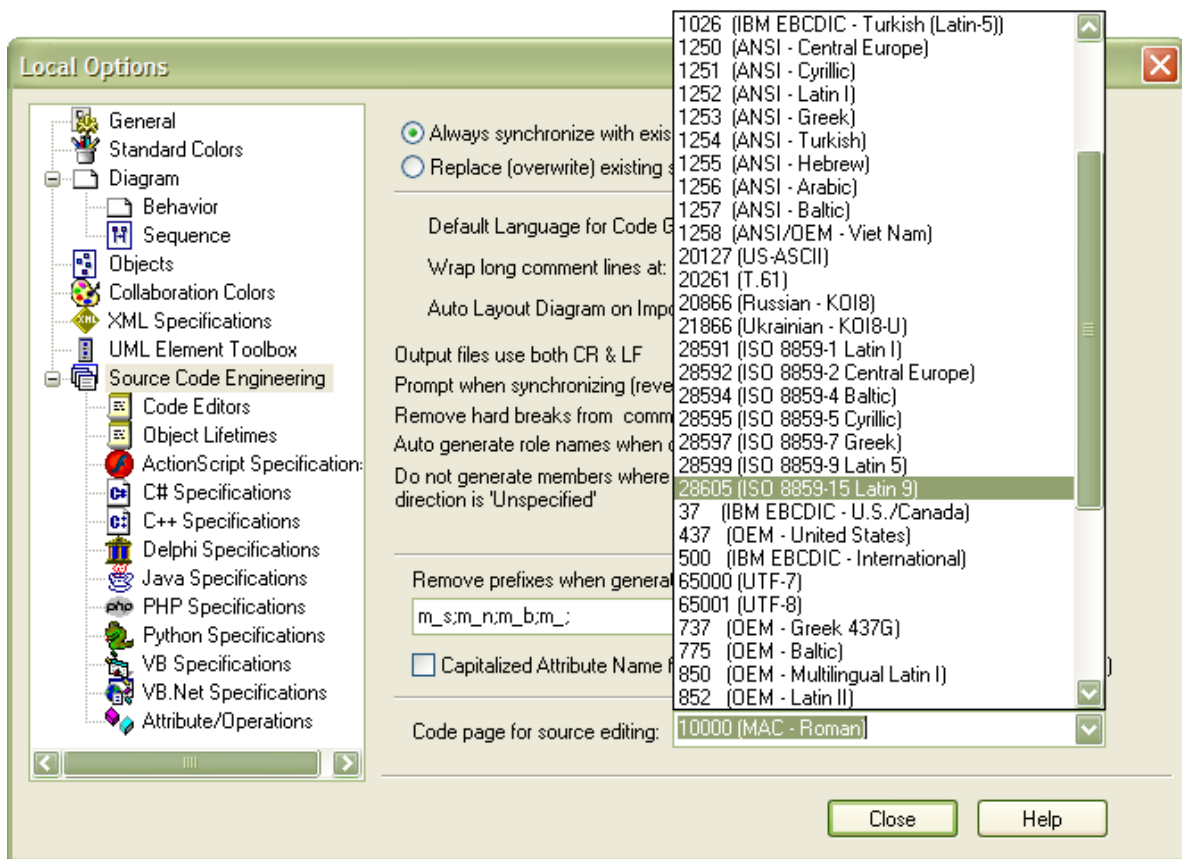 Local Options
General
Standard Colors
Diagram
Behavior
Sequence
Objects
Collaboration Colors
XML Specifications
UML Element Toolbox
Source Code Engineering
Code Editors
Object Lifetimes
ActionScript Specification
C# Specifications
C++ Specifications
Delphi Specifications
Java Specifications
PHP Specifications
php
Python Specifications
VB Specifications
VB.Net Specifications
Attribute/Operations
Always synchronize with exis
Replace (overwrite) existing s
Default Language for Code G
Wrap long comment lines at:
Auto Layout Diagram on Impo
Output files use both CR & LF
Prompt when synchronizing (reve
Remove hard breaks from comm
Auto generate role names when c
Do not generate members where
direction is 'Unspecified'
Remove prefixes when general
m_s;m_n;m_b;m_;
Capitalized Attribute Name f
)
Code page for source editing:
10000 (MAC - Roman)
1026 (IBM EBCDIC - Turkish (Latin-5))
1250 (ANSI - Central Europe)
1251 (ANSI - Cyrillic)
1252 (ANSI - Latin I)
1253 (ANSI - Greek)
1254 (ANSI - Turkish)
1255 (ANSI - Hebrew)
1256 (ANSI - Arabic)
1257 (ANSI - Baltic)
1258 (ANSI/OEM - Viet Nam)
20127 (US-ASCII)
20261 (T.61)
20866 (Russian - KOI8)
21866 (Ukrainian - KOI8-U)
28591 (ISO 8859-1 Latin I)
28592 (ISO 8859-2 Central Europe)
28594 (ISO 8859-4 Baltic)
28595 (ISO 8859-5 Cyrillic)
28597 (ISO 8859-7 Greek)
28599 (ISO 8859-9 Latin 5)
28605 (ISO 8859-15 Latin 9)
37 (IBM EBCDIC - U.S./Canada)
437 (OEM - United States)
500 (IBM EBCDIC - International)
65000 (UTF-7)
65001 (UTF-8)
737 (OEM - Greek 437G)
775 (OEM - Baltic)
850 (OEM - Multilingual Latin I)
852 (OEM - Latin II)
Close
Help